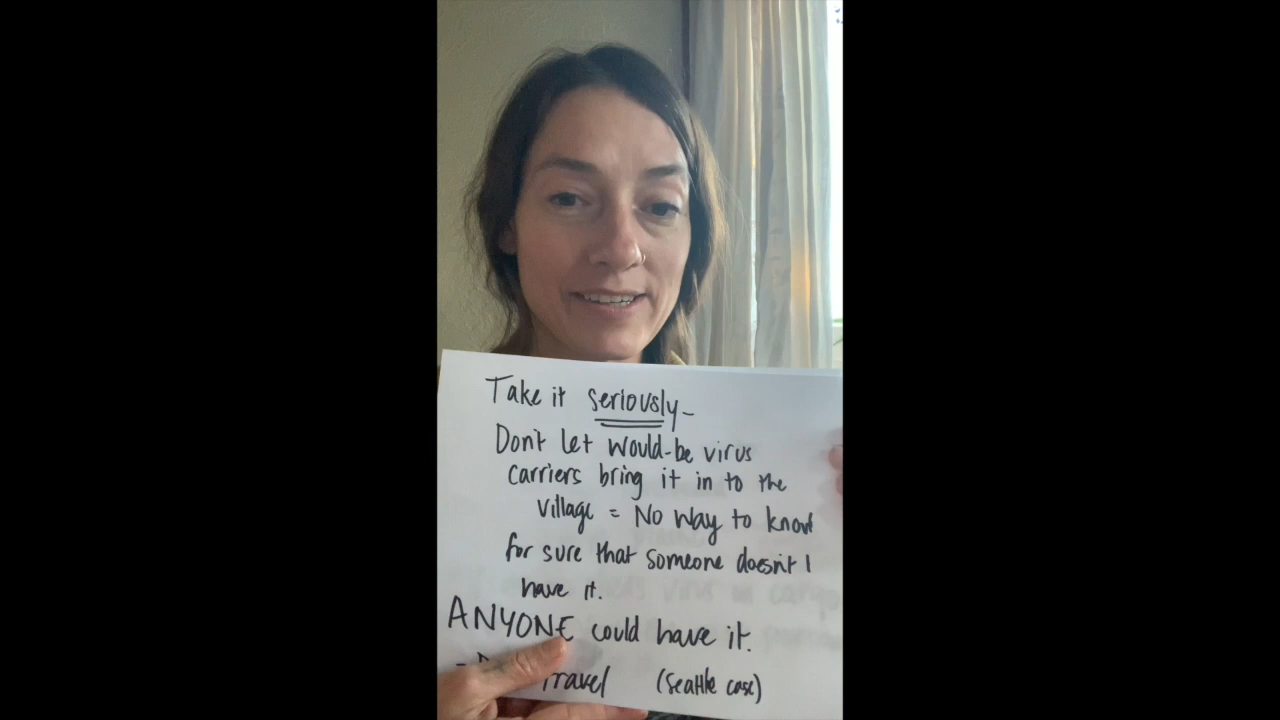 Take it seriously-
Don't let would-be virus
carriers bring it in to the
village = No way to know
for sure that someone doesn't
have it.
ANYONE could have it.
- Travel (Seattle case)